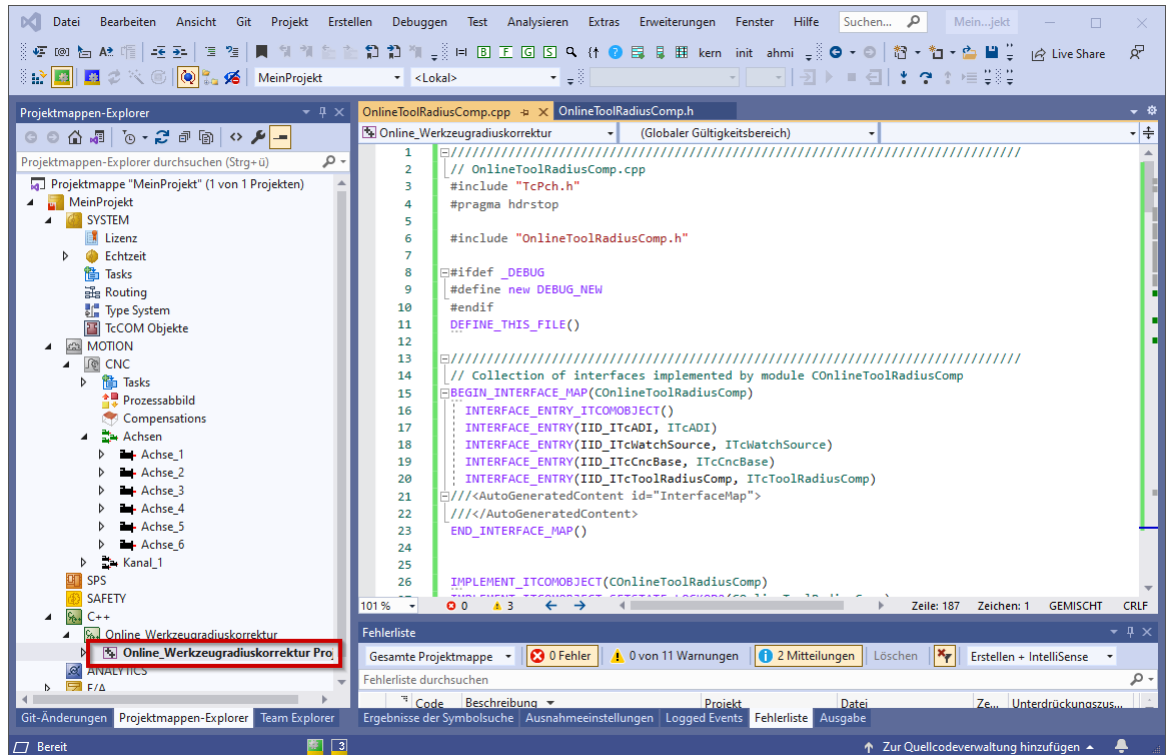 Datei Bearbeiten Ansicht Git Projekt Erstellen Debuggen Test Analysieren Extras Erweiterungen Fenster Hilfe Suchen... Mein...jekt
kern init ahmi Live Share
MeinProjekt <Lokal>
Projektmappen-Explorer
Projektmappen-Explorer durchsuchen (Strg+ü)
Projektmappe "MeinProjekt" (1 von 1 Projekten)
MeinProjekt
SYSTEM
Lizenz
Echtzeit
Tasks
Routing
Type System
TcCOM Objekte
MOTION
CNC
Tasks
Prozessabbild
Compensations
Achsen
Achse_1
Achse_2
Achse_3
Achse_4
Achse_5
Achse_6
Kanal_1
SPS
SAFETY
C++
Online_Werkzeugradiuskorrektur
Online_Werkzeugradiuskorrektur Proj
ANALYTICS
E/A
Git-Änderungen Projektmappen-Explorer Team Explorer
OnlineToolRadiusComp.cpp OnlineToolRadiusComp.h
Online_Werkzeugradiuskorrektur (Globaler Gültigkeitsbereich)
1 ///////////////////////////////////////////////////////////////////////////////
2 // OnlineToolRadiusComp.cpp
3 #include "TcPch.h"
4 #pragma hdrstop
5
6 #include "OnlineToolRadiusComp.h"
7
8 #ifdef _DEBUG
9 #define new DEBUG_NEW
10 #endif
11 DEFINE_THIS_FILE()
12
13 ///////////////////////////////////////////////////////////////////////////////
14 // Collection of interfaces implemented by module COnlineToolRadiusComp
15 BEGIN_INTERFACE_MAP(COnlineToolRadiusComp)
16 INTERFACE_ENTRY_ITCOMOBJECT()
17 INTERFACE_ENTRY(IID_ITcADI, ITcADI)
18 INTERFACE_ENTRY(IID_ITcWatchSource, ITcWatchSource)
19 INTERFACE_ENTRY(IID_ITcCncBase, ITcCncBase)
20 INTERFACE_ENTRY(IID_ITcToolRadiusComp, ITcToolRadiusComp)
21 ///<AutoGeneratedContent id="InterfaceMap">
22 ///</AutoGeneratedContent>
23 END_INTERFACE_MAP()
24
25
26 IMPLEMENT_ITCOMOBJECT(COnlineToolRadiusComp)
101 % 0 3 Zeile: 187 Zeichen: 1 GEMISCHT CRLF
Fehlerliste
Gesamte Projektmappe 0 Fehler 0 von 11 Warnungen 2 Mitteilungen Löschen Erstellen + IntelliSense
Fehlerliste durchsuchen
Code Beschreibung Projekt Datei Ze... Unterdrückungszus...
Ergebnisse der Symbolsuche Ausnahmeeinstellungen Logged Events Fehlerliste Ausgabe
Bereit 3 Zur Quellcodeverwaltung hinzufügen